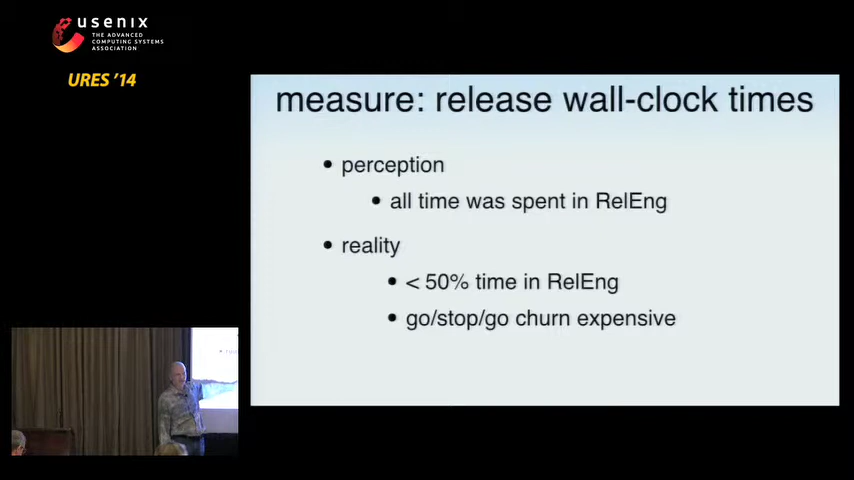 usenix
THE ADVANCED
COMPUTING SYSTEMS
ASSOCIATION
URES '14
measure: release wall-clock times
• perception
• all time was spent in RelEng
• reality
• < 50% time in RelEng
• go/stop/go churn expensive